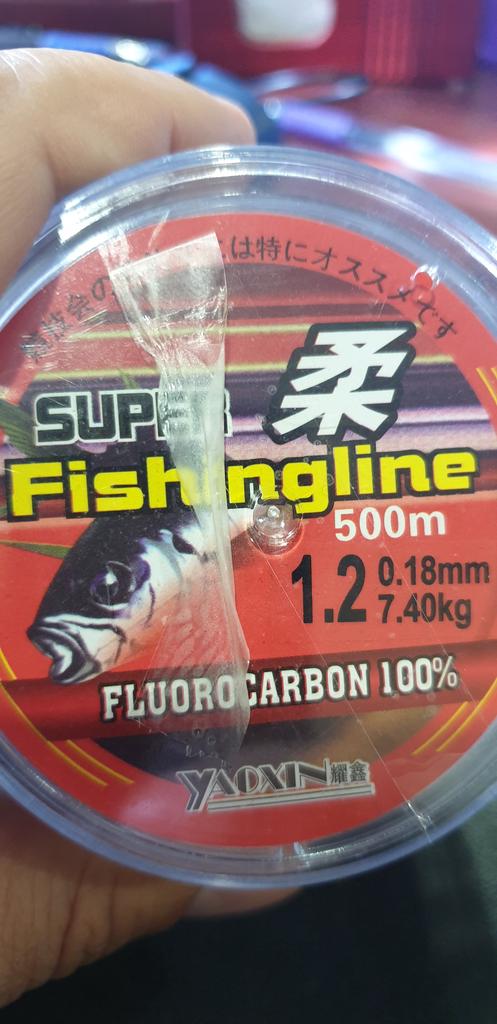 は特にオススメです
SUPER 柔
Fishingline
500m
1.2 0.18mm
7.40kg
FLUOROCARBON 100%
YAOXIN 耀鑫